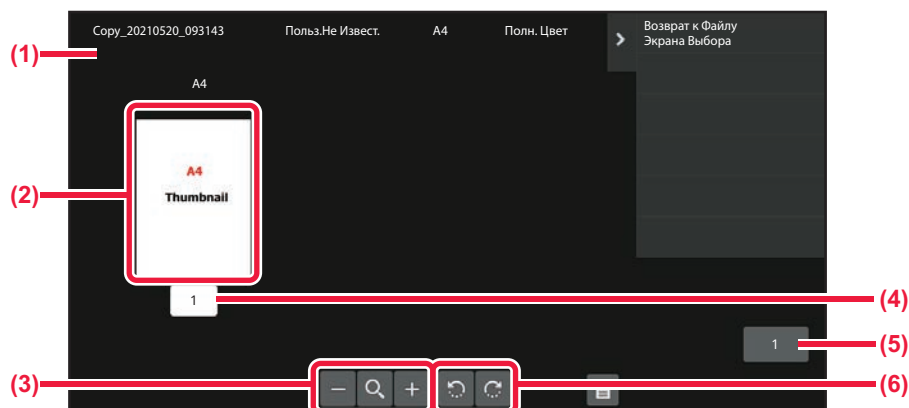 Copy_20210520_093143 Польз.Не Извест. A4 Полн. Цвет
Возврат к Файлу
Экрана Выбора
(1)
A4
A4
Thumbnail
(2)
1
(4)
1
(5)
(3)
(6)